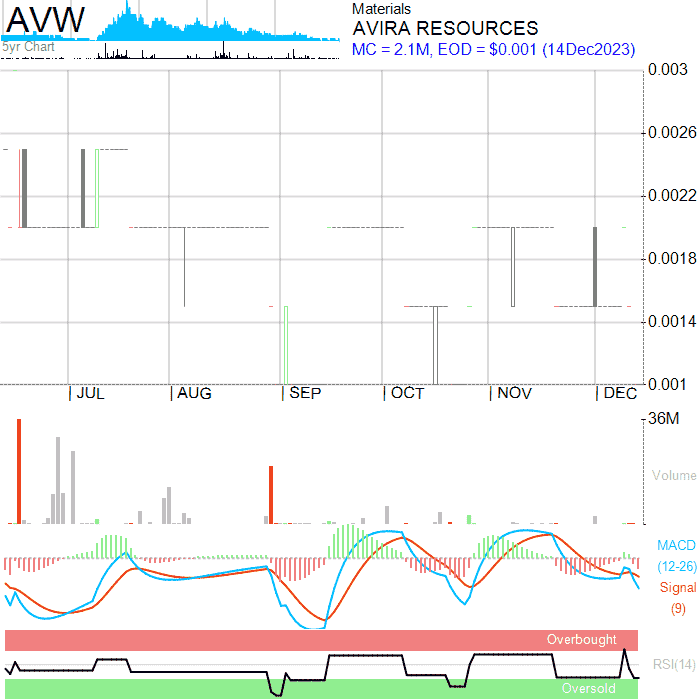 AVW
5yr Chart
Materials
AVIRA RESOURCES
MC = 2.1M, EOD = $0.001 (14Dec2023)
0.003
0.0026
0.0022
0.0018
0.0014
0.001
JUL AUG SEP OCT NOV DEC
36M
Volume
MACD
(12-26)
Signal
(9)
Overbought
RSI(14)
Oversold